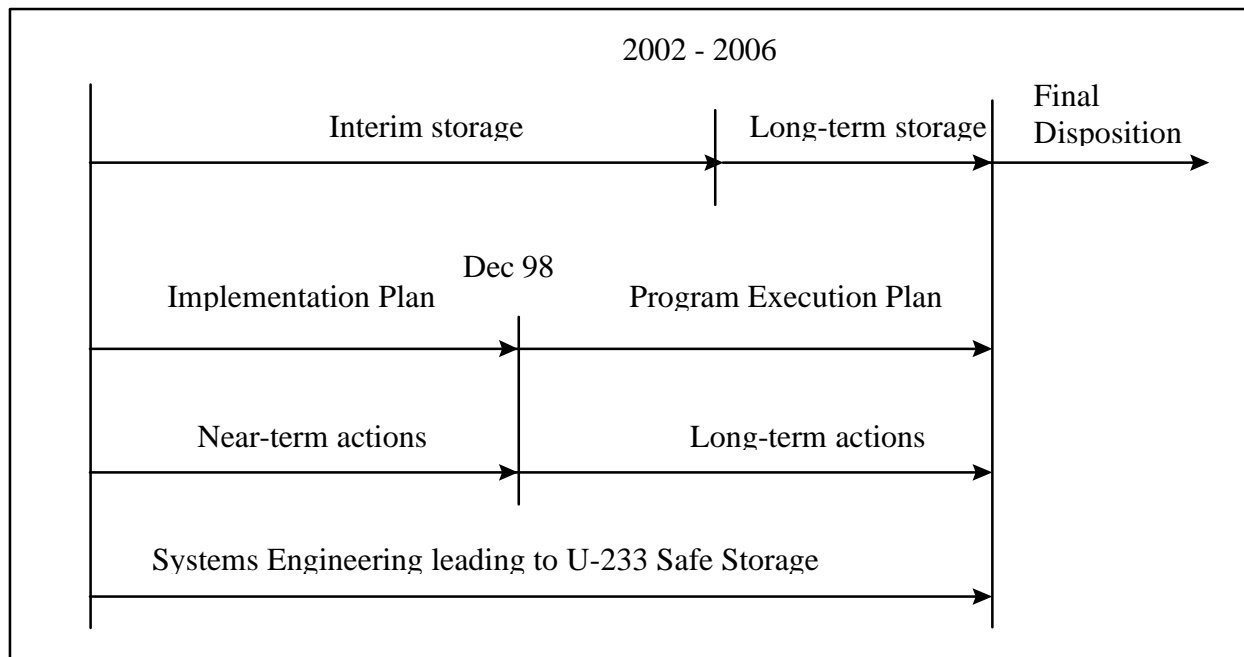 2002 - 2006
Interim storage
Long-term storage
Final
Disposition
Dec 98
Implementation Plan
Program Execution Plan
Near-term actions
Long-term actions
Systems Engineering leading to U-233 Safe Storage